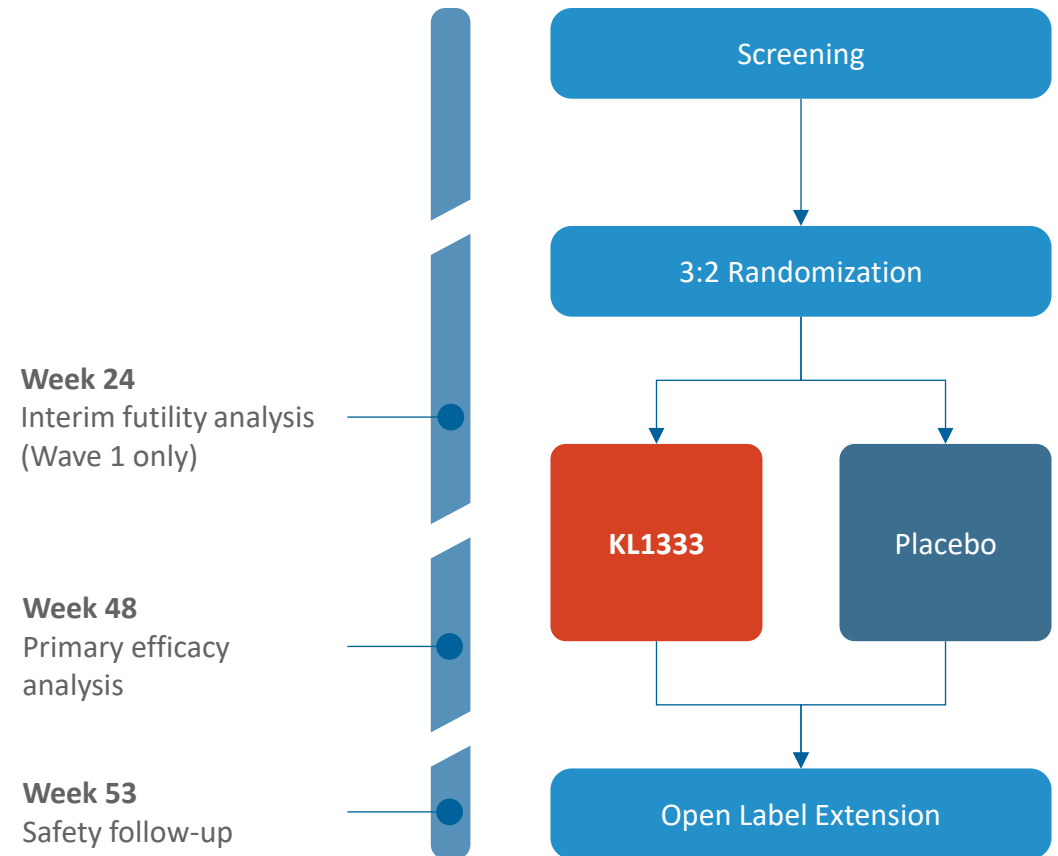 Screening
3:2 Randomization
Week 24
Interim futility analysis
(Wave 1 only)
KL1333
Placebo
Week 48
Primary efficacy
analysis
Week 53
Safety follow-up
Open Label Extension